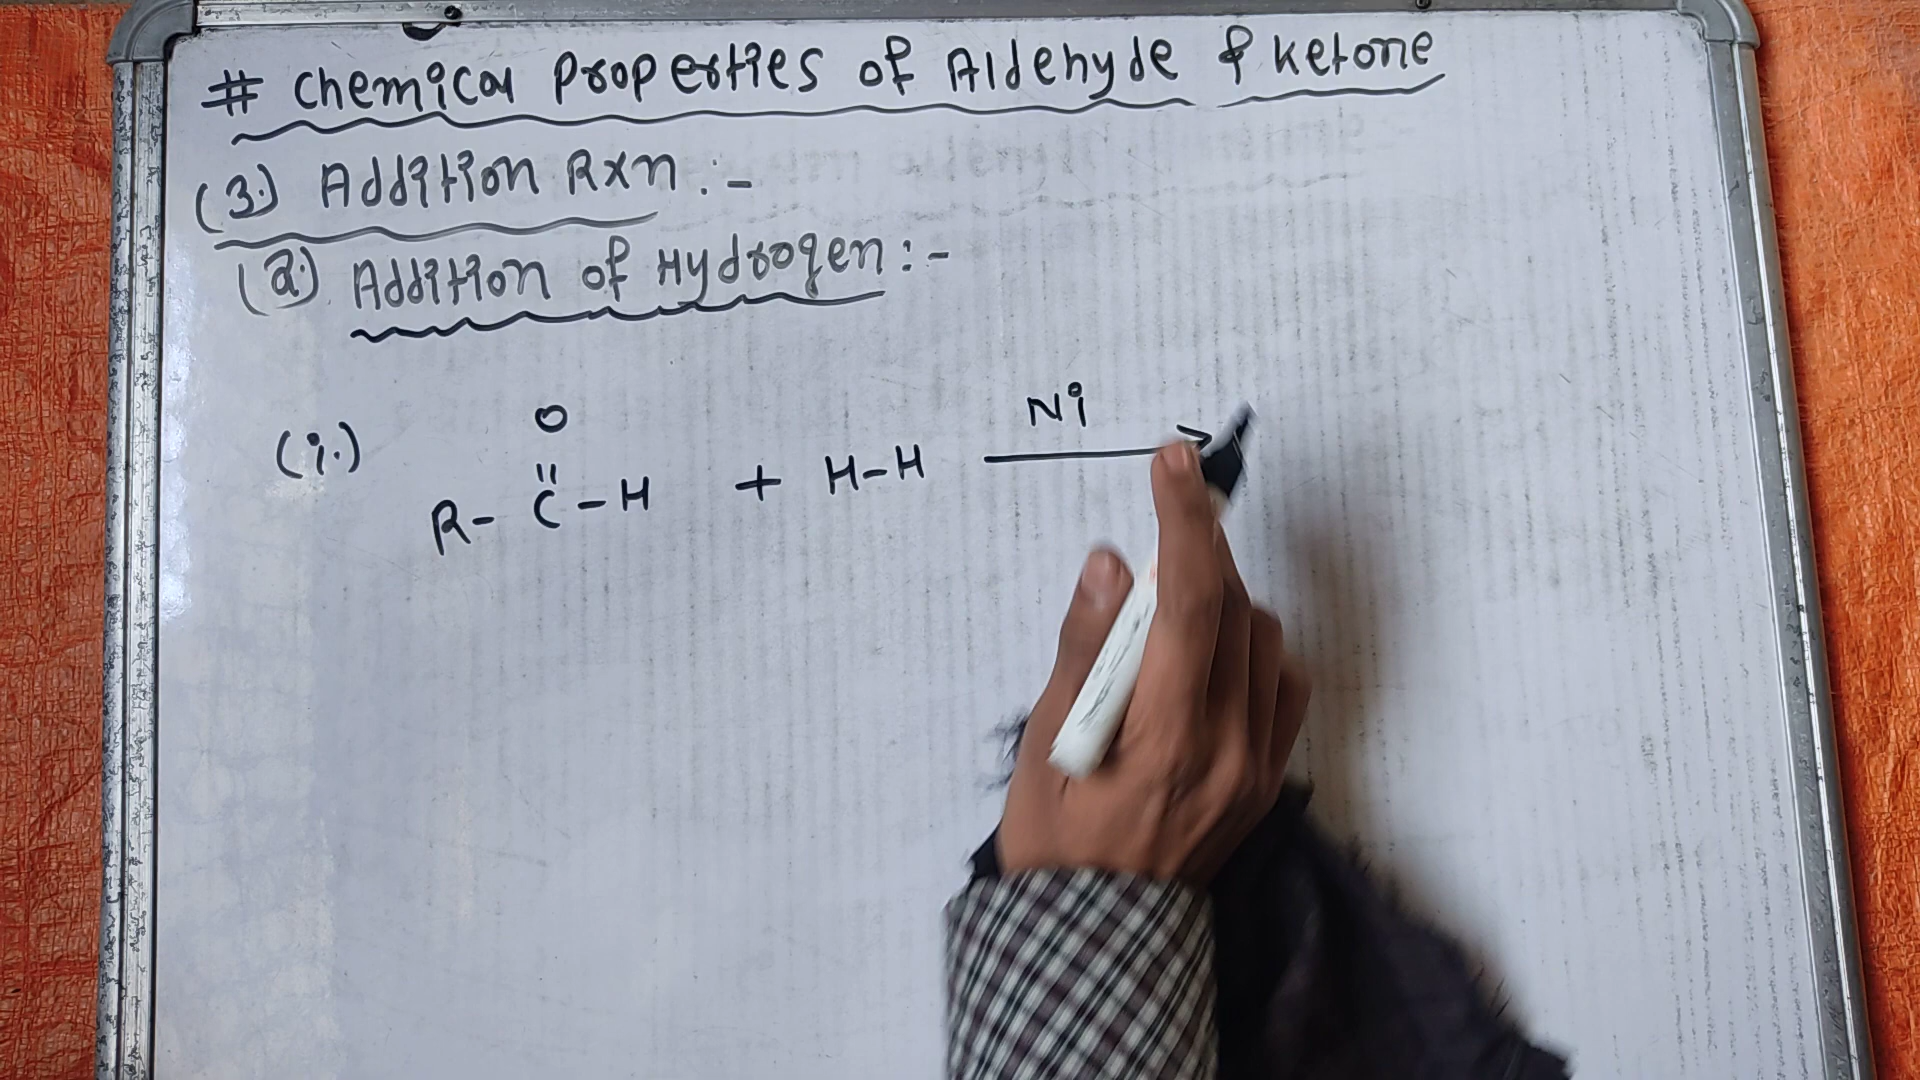 # Chemical Properties of Aldehyde & Ketone
(3.) Addition Rxn :-
(a). Addition of Hydrogen :-
(i.)
O
||
R- C-H + H-H Ni →